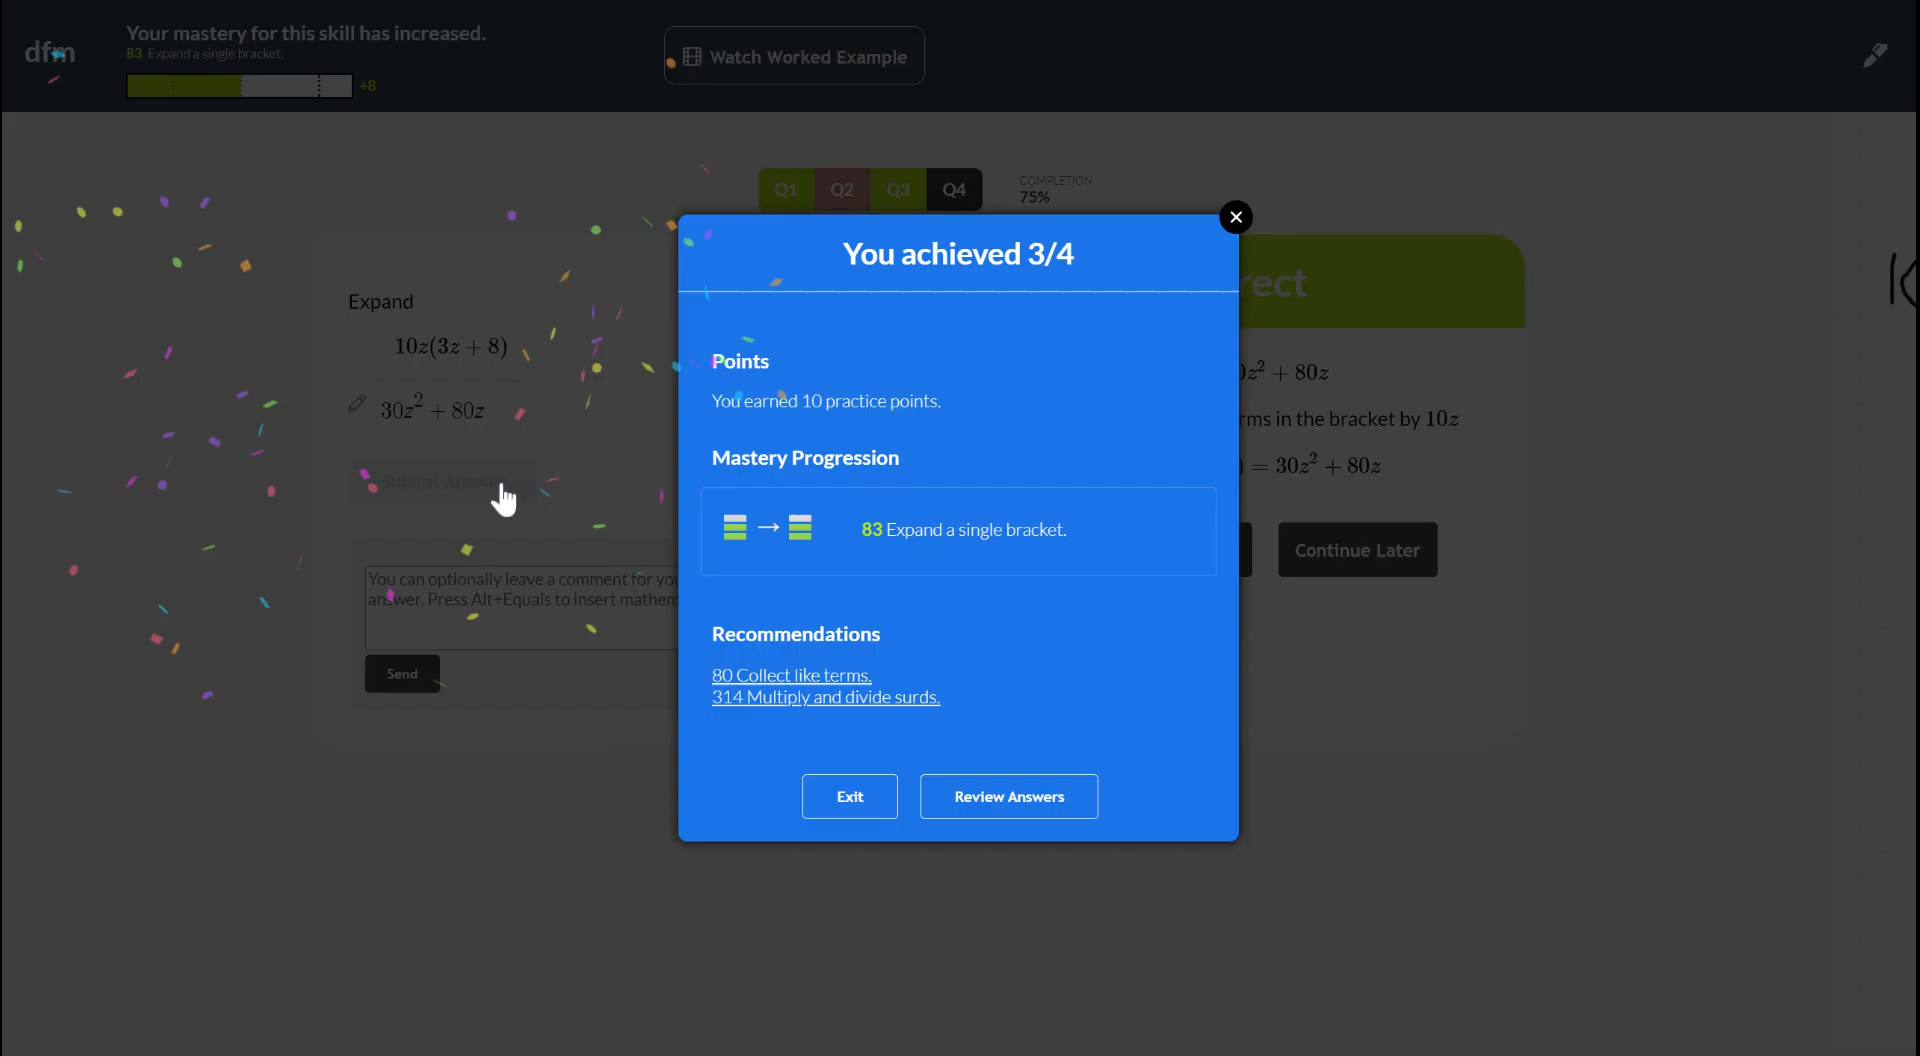 dfm
Your mastery for this skill has increased.
83 Expand a single bracket.
+8
Watch Worked Example
Q1 Q2 Q3 Q4
COMPLETION
75%
You achieved 3/4
Points
You earned 10 practice points.
Mastery Progression
→ 83 Expand a single bracket.
Recommendations
80 Collect like terms.
314 Multiply and divide surds.
Exit
Review Answers
Expand
10z(3z + 8)
30z² + 80z
Submit Answer
You can optionally leave a comment for
answer. Press Alt+Equals to insert
Send
z² + 80z
in the bracket by 10z
= 30z² + 80z
Continue Later